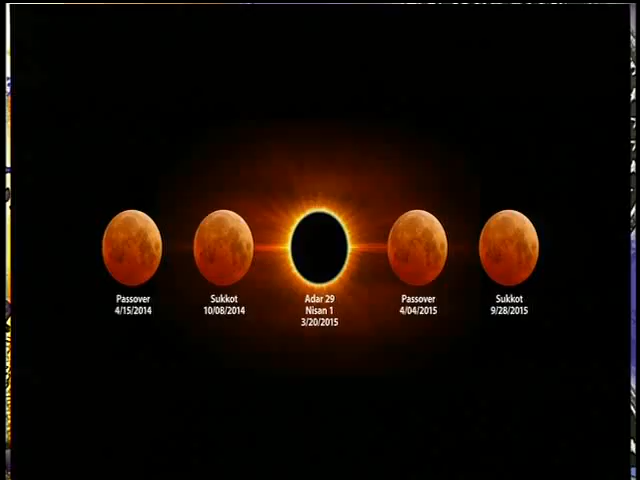 Passover
4/15/2014
Sukkot
10/08/2014
Adar 29
Nisan 1
3/20/2015
Passover
4/04/2015
Sukkot
9/28/2015